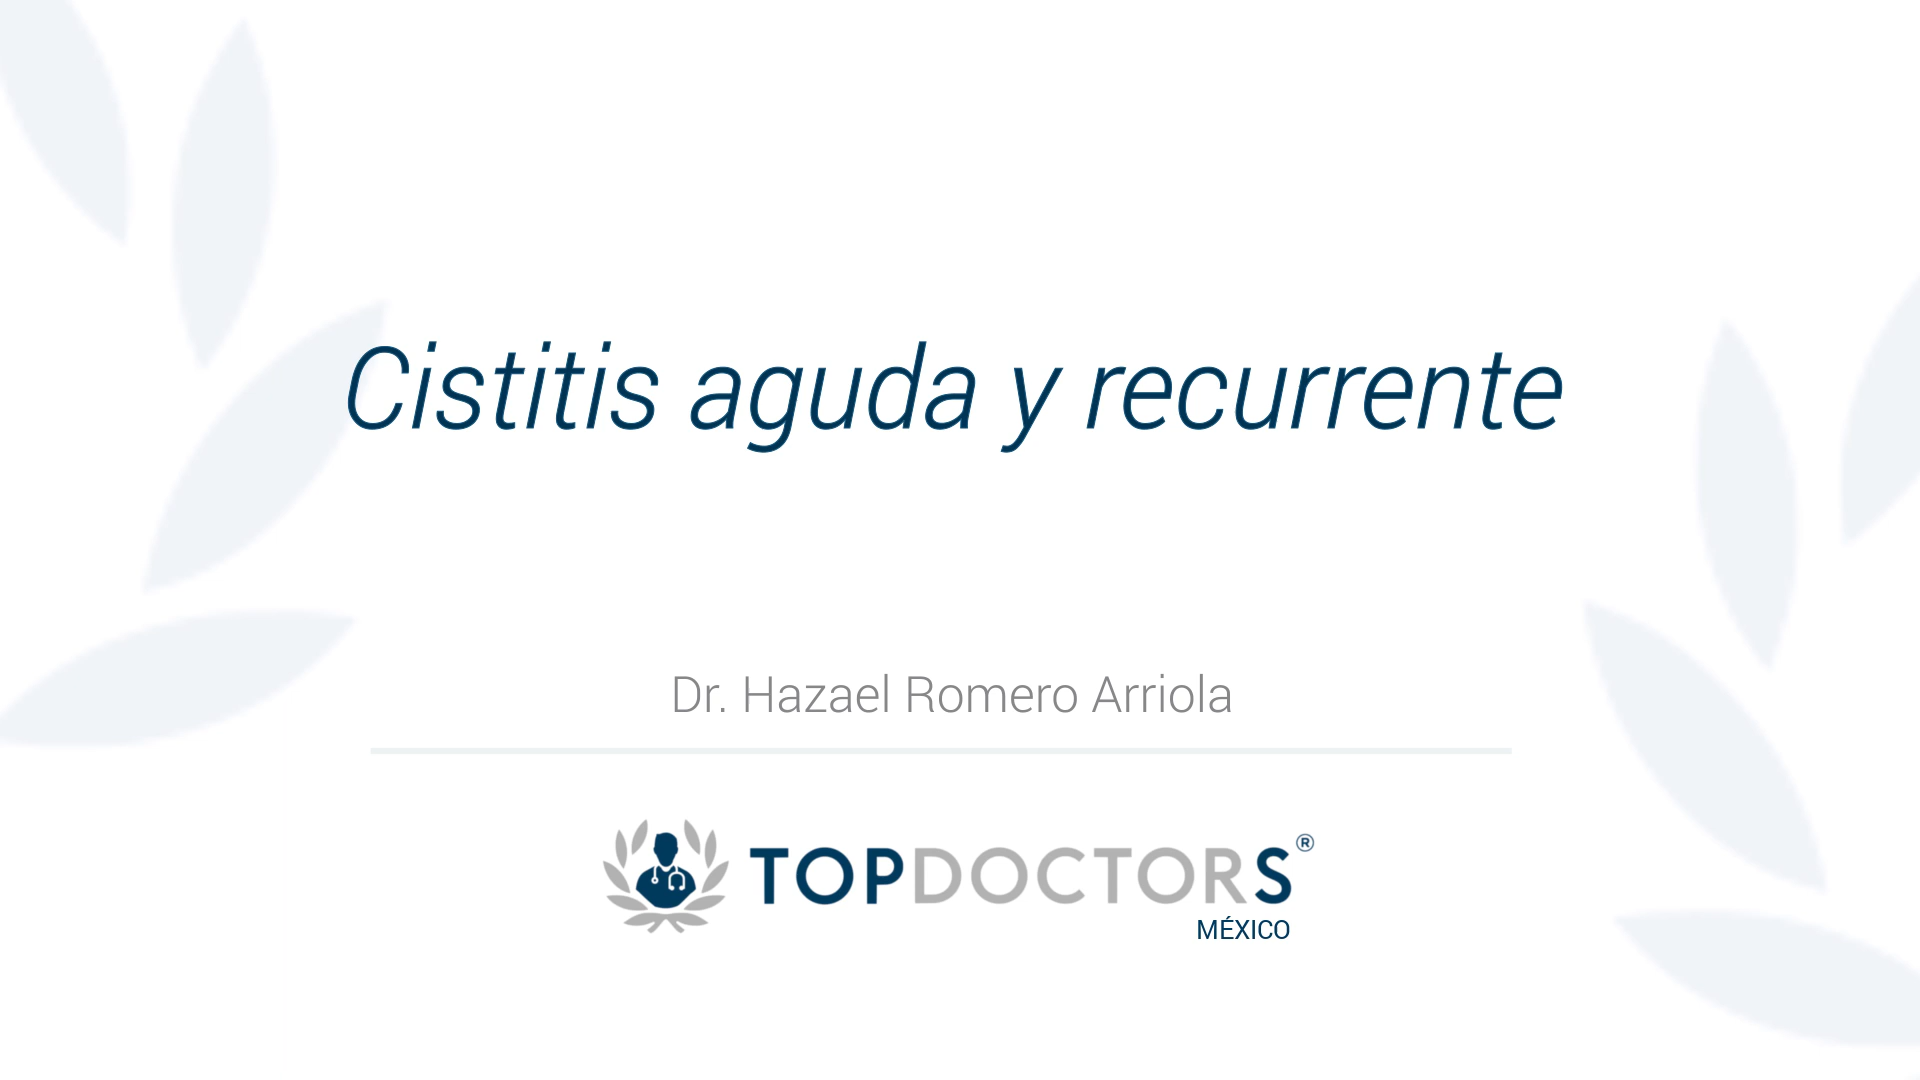 Cistitis aguda y recurrente
Dr. Hazael Romero Arriola
TOPDOCTORS®
MÉXICO